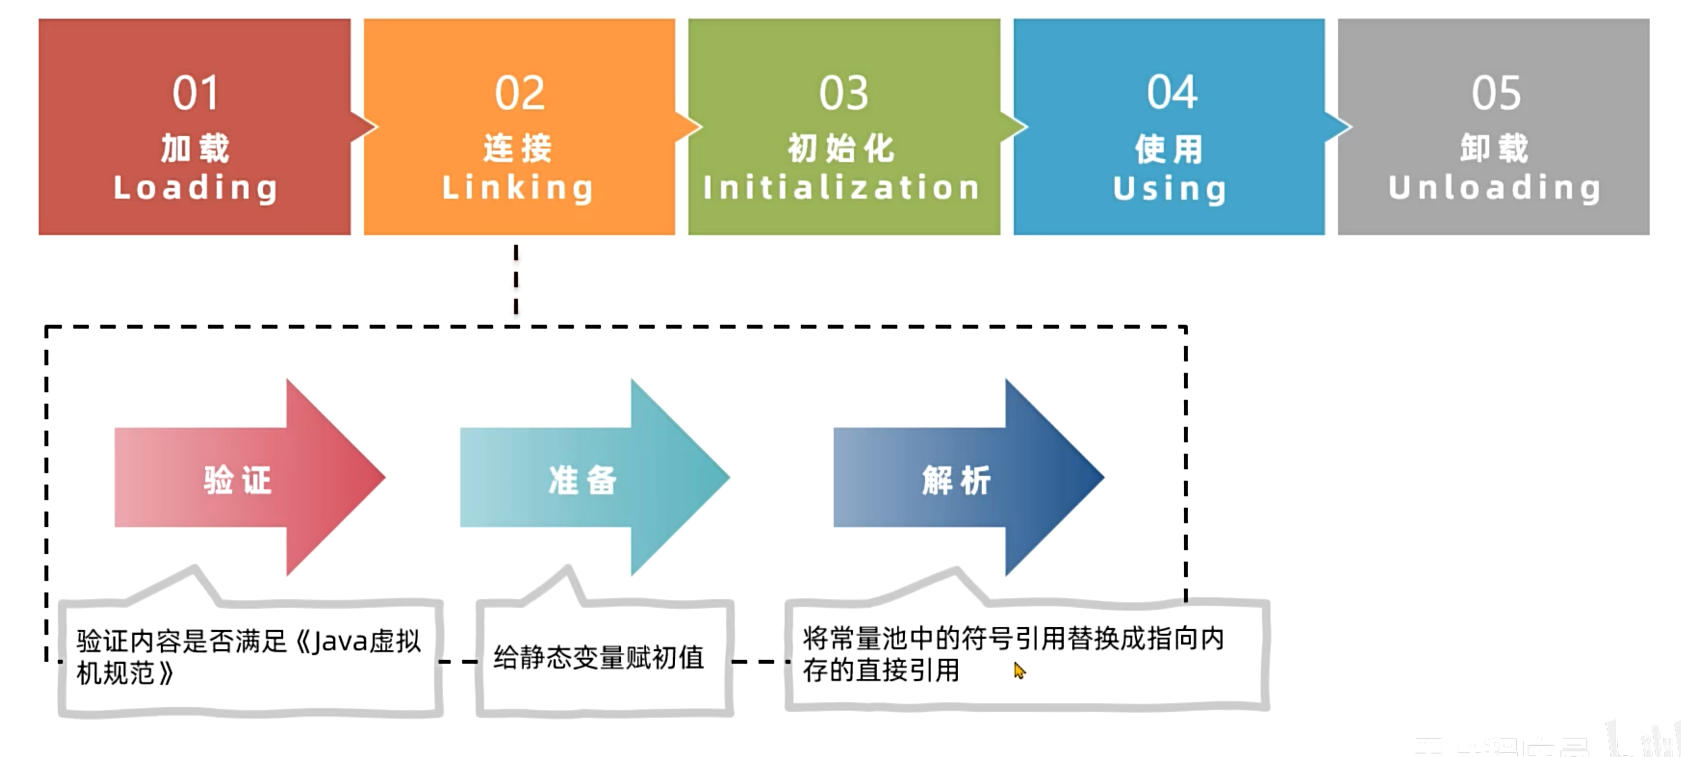 01
加载
Loading
02
连接
Linking
03
初始化
Initialization
04
使用
Using
05
卸载
Unloading
验证
准备
解析
验证内容是否满足《Java虚拟
机规范》
给静态变量赋初值
将常量池中的符号引用替换成指向内
存的直接引用